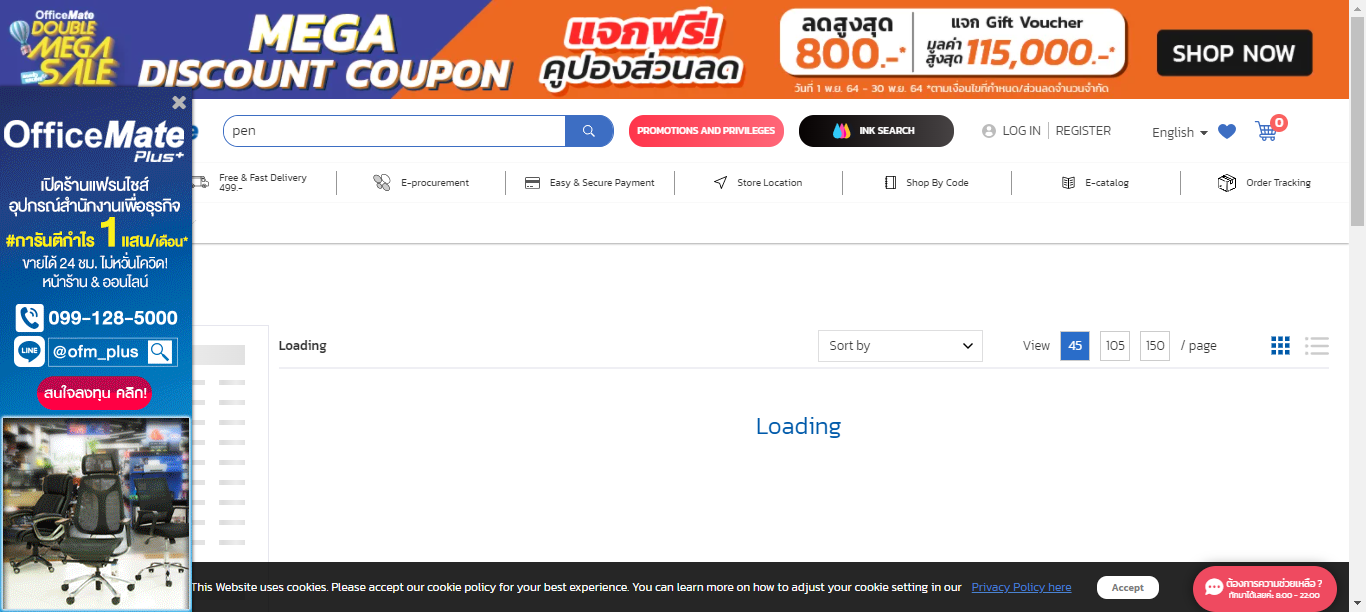 OfficeMate
DOUBLE
MEGA
SALE
MEGA
DISCOUNT COUPON
แจกฟรี!
คูปองส่วนลด
ลดสูงสุด
800.-*
แจก Gift Voucher
มูลค่า
สูงสุด 115,000.-*
วันที่ 1 พ.ย. 64 - 30 พ.ย. 64 *ตามเงื่อนไขที่กำหนด/ส่วนลดจำนวนจำกัด
SHOP NOW
pen
PROMOTIONS AND PRIVILEGES
INK SEARCH
LOG IN
REGISTER
English
0
Free & Fast Delivery
499.-
E-procurement
Easy & Secure Payment
Store Location
Shop By Code
E-catalog
Order Tracking
OfficeMate
Plus+
เปิดร้านแฟรนไชส์
อุปกรณ์สำนักงานเพื่อธุรกิจ
#การันตีกำไร 1 แสน/เดือน*
ขายได้ 24 ชม. ไม่หวั่นโควิด!
หน้าร้าน & ออนไลน์
099-128-5000
LINE
@ofm_plus
สนใจลงทุน คลิก!
Loading
Sort by
View 45 105 150 / page
Loading
This Website uses cookies. Please accept our cookie policy for your best experience. You can learn more on how to adjust your cookie setting in our Privacy Policy here
Accept
ต้องการความช่วยเหลือ ?
ทักมาได้เลยค่ะ 8:00 - 22:00